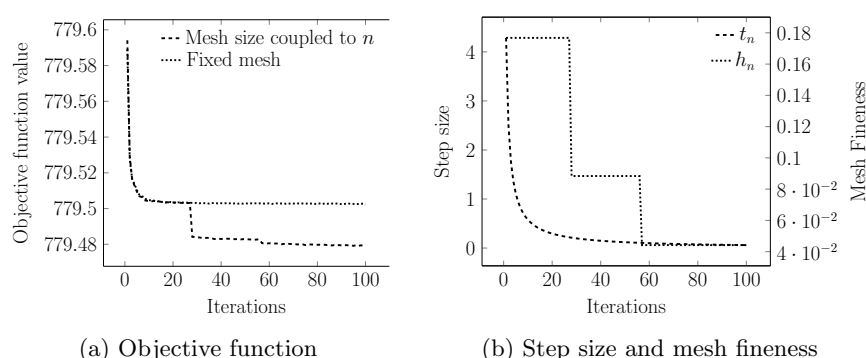 779.6
779.58
779.56
779.54
779.52
779.5
779.48
Objective function value
Mesh size coupled to n
Fixed mesh
0 20 40 60 80 100
Iterations
(a) Objective function
4
3
2
1
0
Step size
t_n
h_n
0.18
0.16
0.14
0.12
0.1
8 · 10⁻²
6 · 10⁻²
4 · 10⁻²
Mesh Fineness
0 20 40 60 80 100
Iterations
(b) Step size and mesh fineness